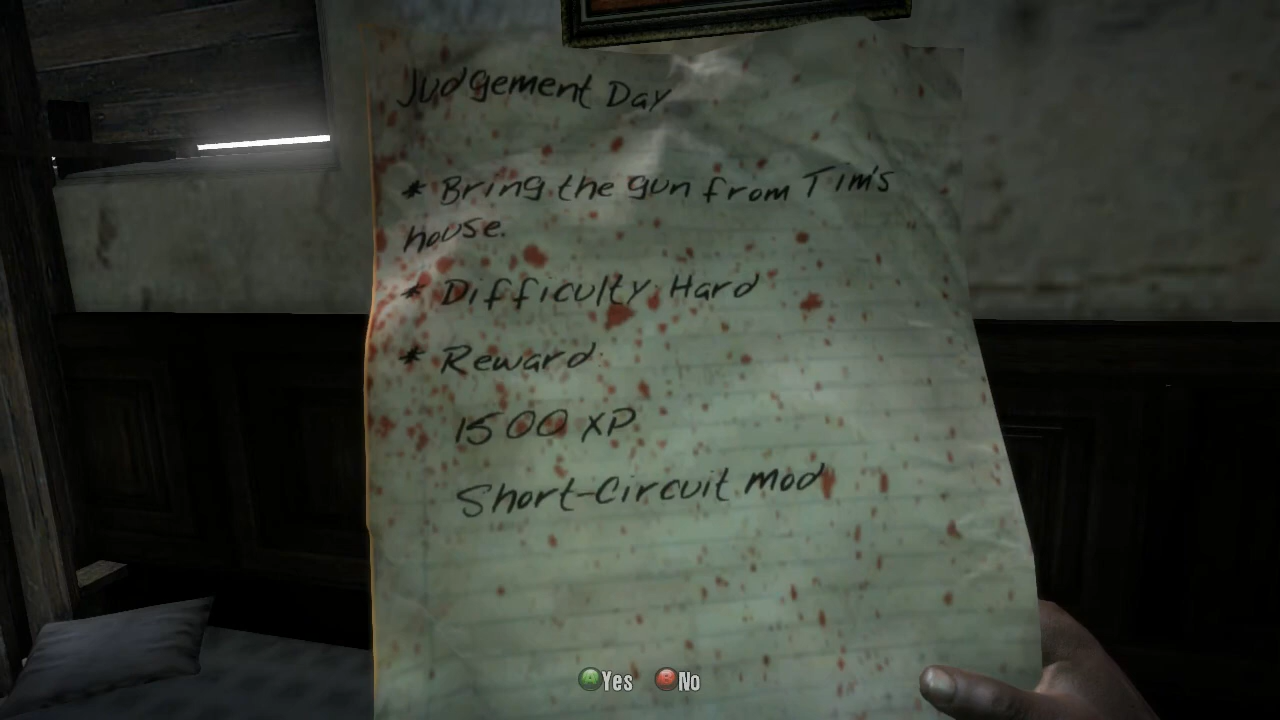 Judgement Day
* Bring the gun from Tim's
house.
* Difficulty Hard
* Reward
1500 XP
Short-Circuit mod
A Yes B No